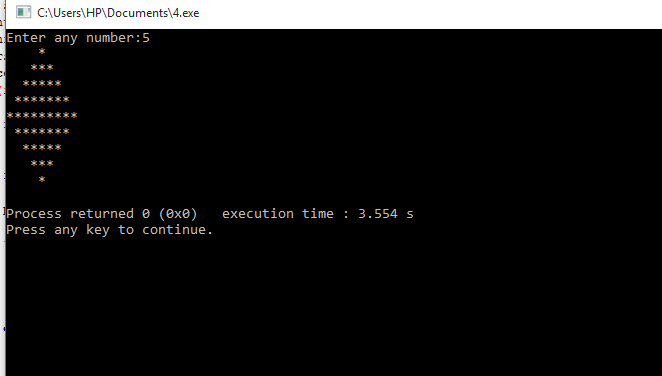 C:\Users\HP\Documents\4.exe
Enter any number:5
    *
   ***
  *****
 *******
*********
 *******
  *****
   ***
    *
Process returned 0 (0x0)   execution time : 3.554 s
Press any key to continue.